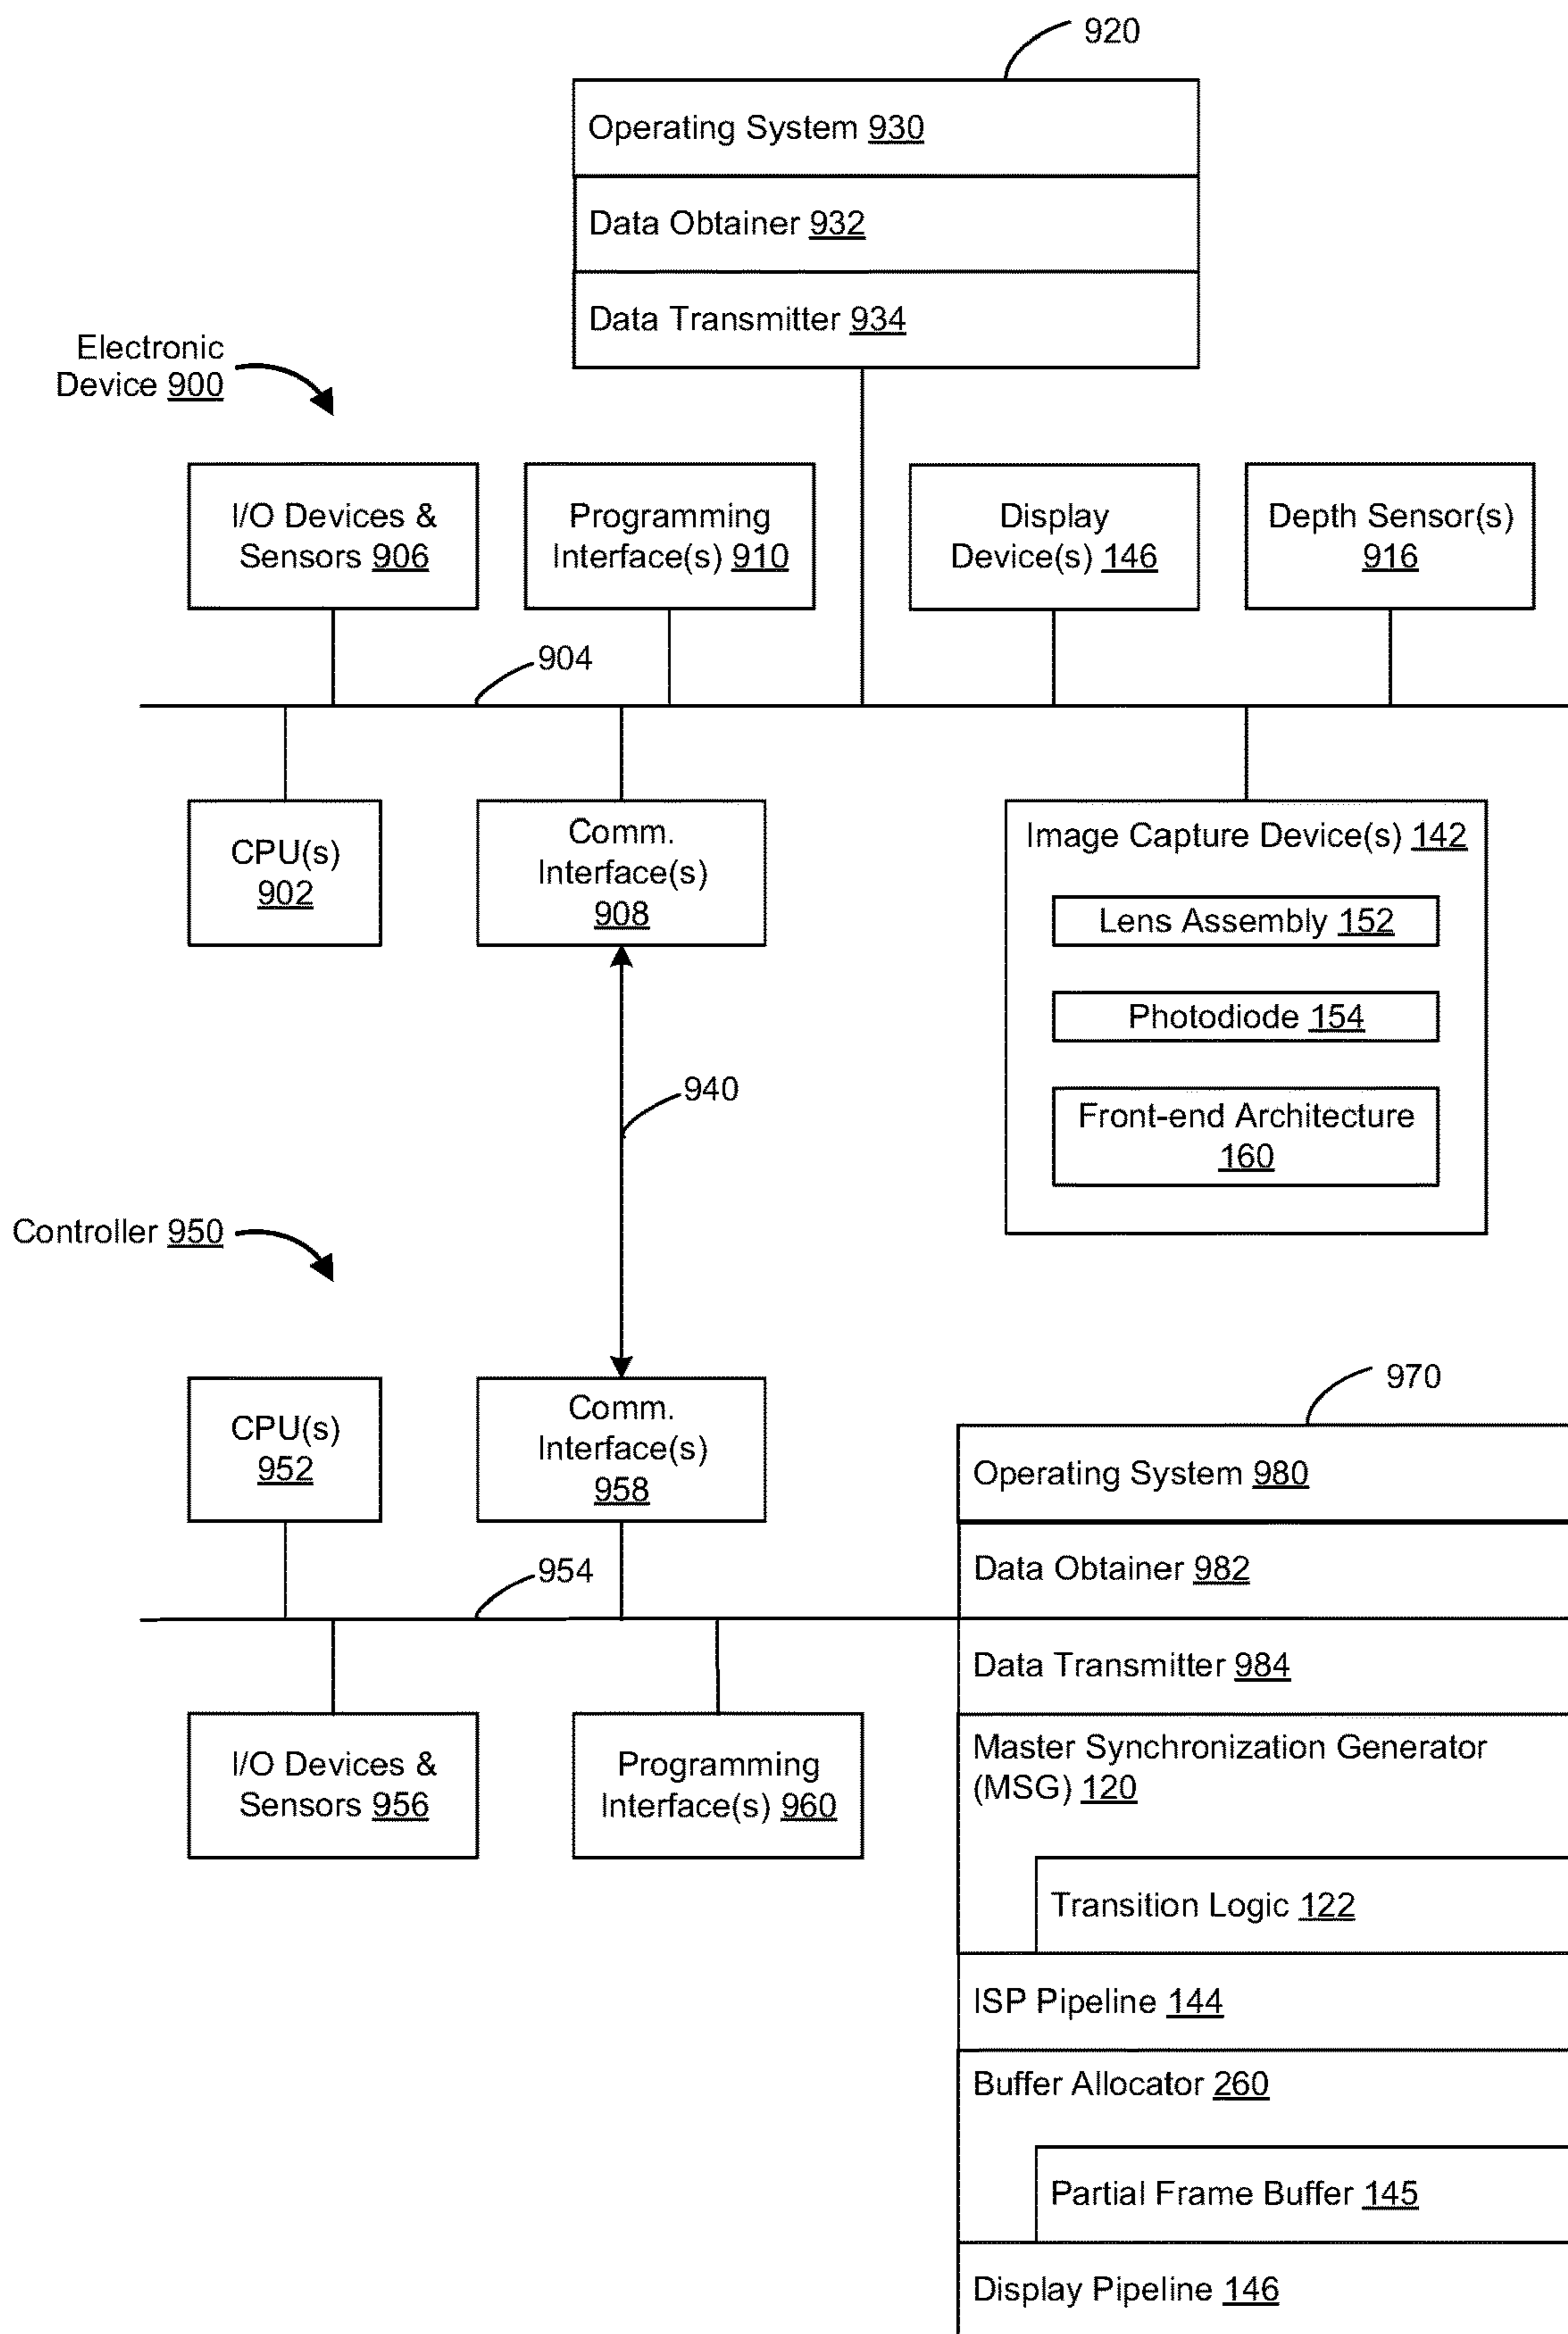 920
Operating System 930
Data Obtainer 932
Data Transmitter 934
Electronic
Device 900
I/O Devices &
Sensors 906
Programming
Interface(s) 910
Display
Device(s) 146
Depth Sensor(s)
916
904
CPU(s)
902
Comm.
Interface(s)
908
Image Capture Device(s) 142
Lens Assembly 152
Photodiode 154
Front-end Architecture
160
940
Controller 950
CPU(s)
952
Comm.
Interface(s)
958
970
Operating System 980
Data Obtainer 982
954
Data Transmitter 984
I/O Devices &
Sensors 956
Programming
Interface(s) 960
Master Synchronization Generator
(MSG) 120
Transition Logic 122
ISP Pipeline 144
Buffer Allocator 260
Partial Frame Buffer 145
Display Pipeline 146